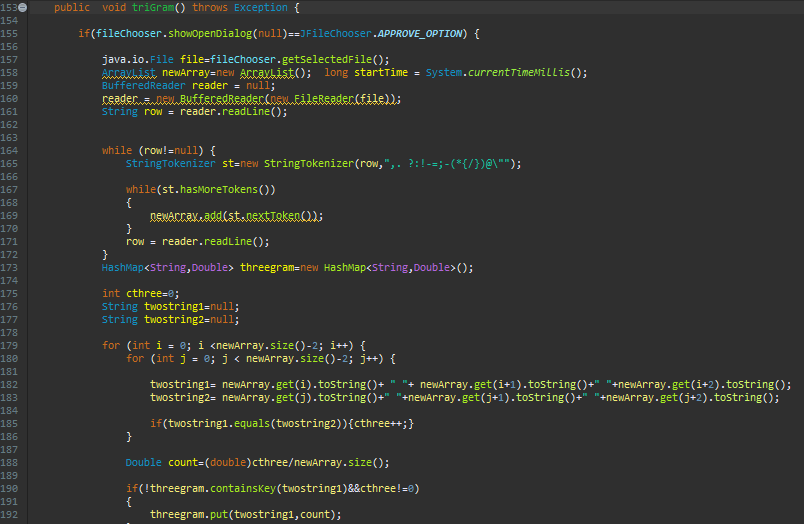 153 public void triGram() throws Exception {
154
155 if(fileChooser.showOpenDialog(null)==JFileChooser.APPROVE_OPTION) {
156
157 java.io.File file=fileChooser.getSelectedFile();
158 ArrayList newArray=new ArrayList(); long startTime = System.currentTimeMillis();
159 BufferedReader reader = null;
160 reader = new BufferedReader(new FileReader(file));
161 String row = reader.readLine();
162
163
164 while (row!=null) {
165 StringTokenizer st=new StringTokenizer(row,",. ?:!-=;-(*{/})@\"");
166
167 while(st.hasMoreTokens())
168 {
169 newArray.add(st.nextToken());
170 }
171 row = reader.readLine();
172 }
173 HashMap<String,Double> threegram=new HashMap<String,Double>();
174
175 int cthree=0;
176 String twostring1=null;
177 String twostring2=null;
178
179 for (int i = 0; i <newArray.size()-2; i++) {
180 for (int j = 0; j < newArray.size()-2; j++) {
181
182 twostring1= newArray.get(i).toString()+ " "+ newArray.get(i+1).toString()+" "+newArray.get(i+2).toString();
183 twostring2= newArray.get(j).toString()+" "+newArray.get(j+1).toString()+" "+newArray.get(j+2).toString();
184
185 if(twostring1.equals(twostring2)){cthree++;}
186 }
187
188 Double count=(double)cthree/newArray.size();
189
190 if(!threegram.containsKey(twostring1)&&cthree!=0)
191 {
192 threegram.put(twostring1,count);